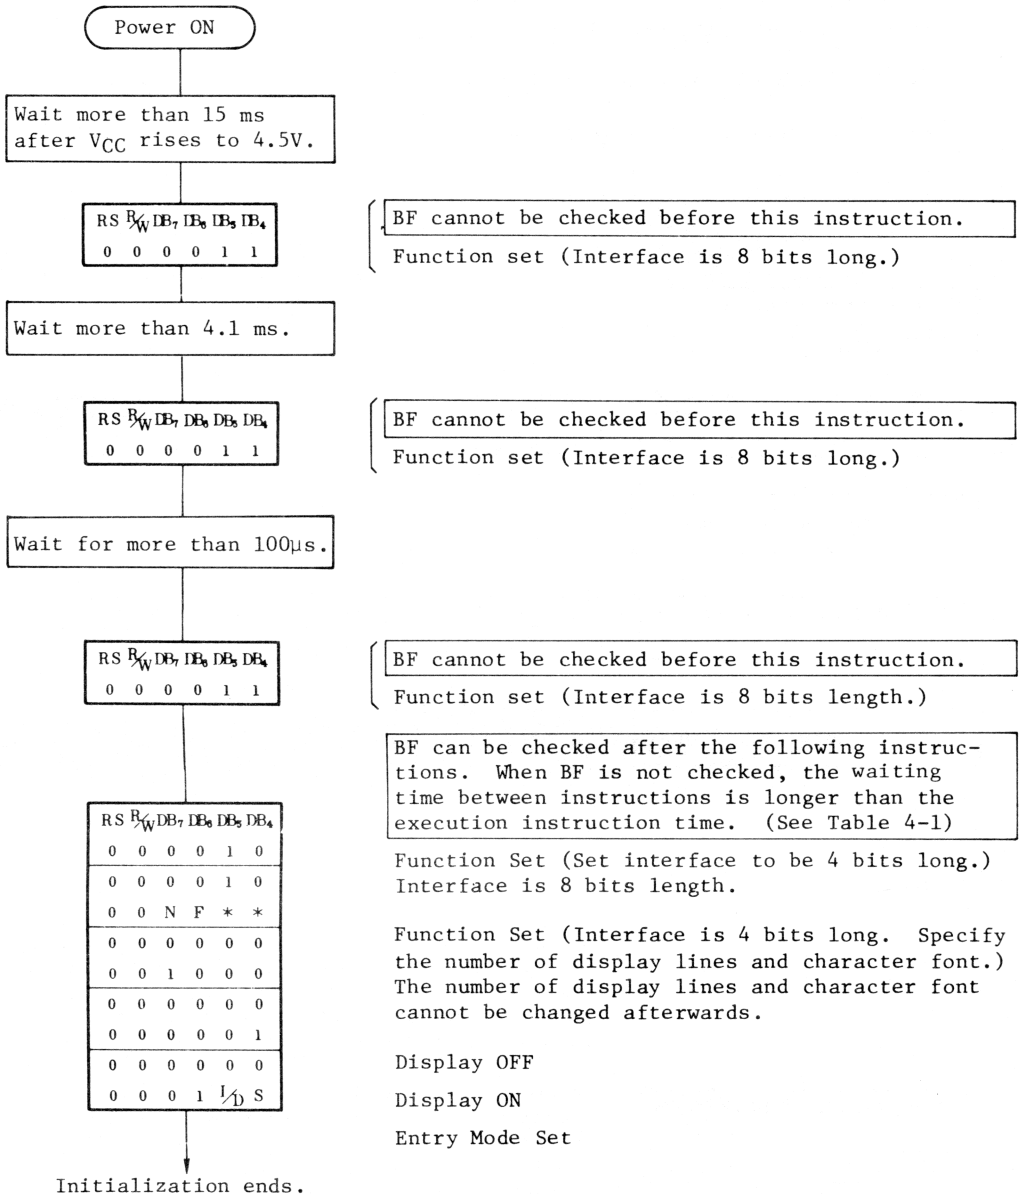 Power ON
Wait more than 15 ms
after VCC rises to 4.5V.
RS R/W DB7 DB6 DB5 DB4
0 0 0 0 1 1
BF cannot be checked before this instruction.
Function set (Interface is 8 bits long.)
Wait more than 4.1 ms.
RS R/W DB7 DB6 DB5 DB4
0 0 0 0 1 1
BF cannot be checked before this instruction.
Function set (Interface is 8 bits long.)
Wait for more than 100μs.
RS R/W DB7 DB6 DB5 DB4
0 0 0 0 1 1
BF cannot be checked before this instruction.
Function set (Interface is 8 bits length.)
BF can be checked after the following instruc-
tions. When BF is not checked, the waiting
time between instructions is longer than the
execution instruction time. (See Table 4-1)
RS R/W DB7 DB6 DB5 DB4
0 0 0 0 1 0
0 0 0 0 1 0
0 0 N F * *
0 0 0 0 0 0
0 0 1 0 0 0
0 0 0 0 0 0
0 0 0 0 0 1
0 0 0 0 0 0
0 0 0 1 I/D S
Function Set (Set interface to be 4 bits long.)
Interface is 8 bits length.
Function Set (Interface is 4 bits long. Specify
the number of display lines and character font.)
The number of display lines and character font
cannot be changed afterwards.
Display OFF
Display ON
Entry Mode Set
Initialization ends.